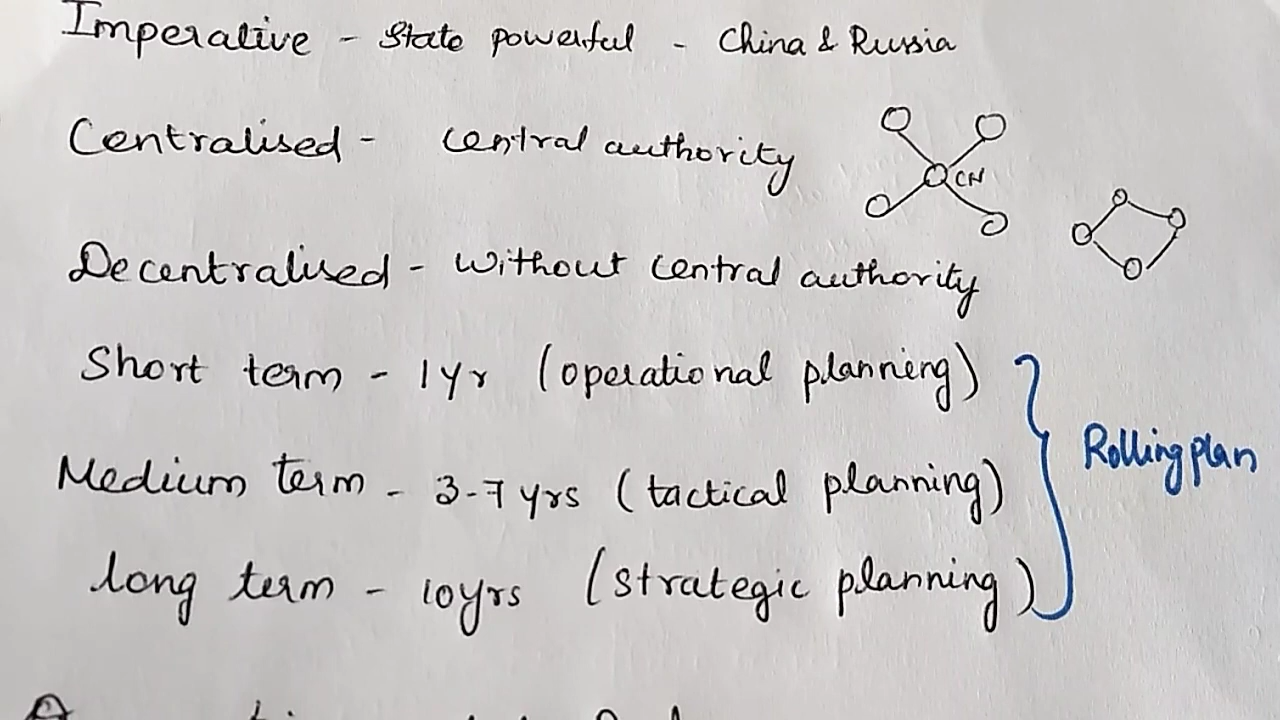 Imperative - State powerful - China & Russia
Centralised - central authority
CN
Decentralised - without central authority
Short term - 1yr (operational planning)
Rolling plan
Medium term - 3-7 yrs (tactical planning)
long term - 10yrs (strategic planning)